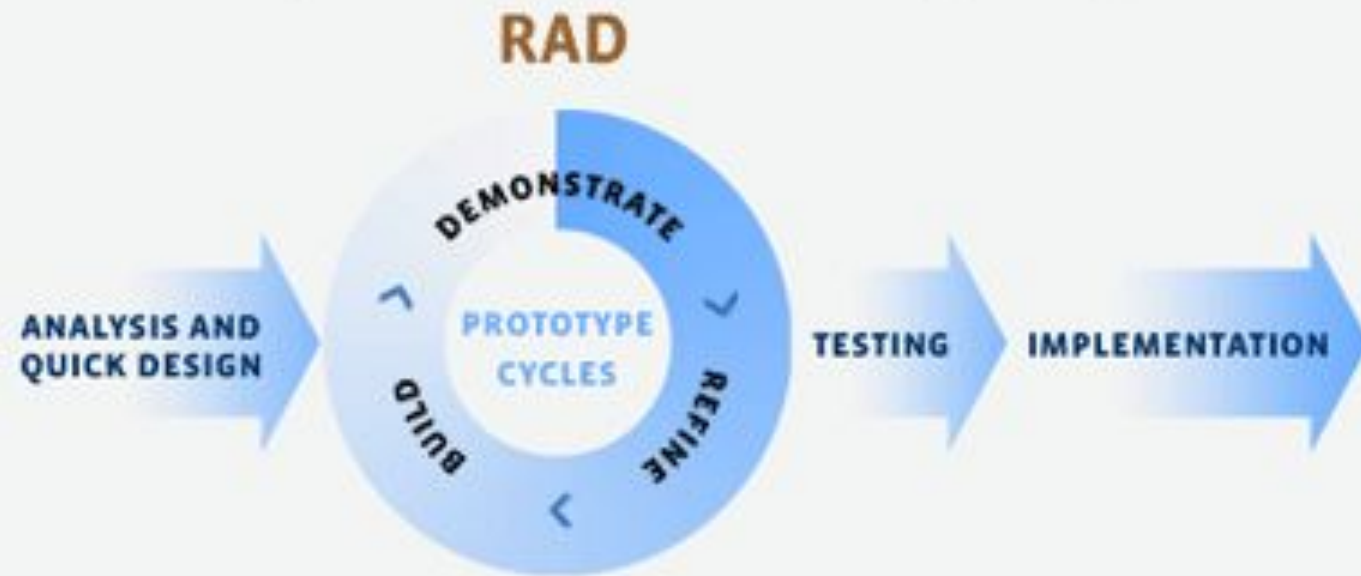 RAD
ANALYSIS AND
QUICK DESIGN
DEMONSTRATE
PROTOTYPE
CYCLES
BUILD
REFINE
TESTING
IMPLEMENTATION